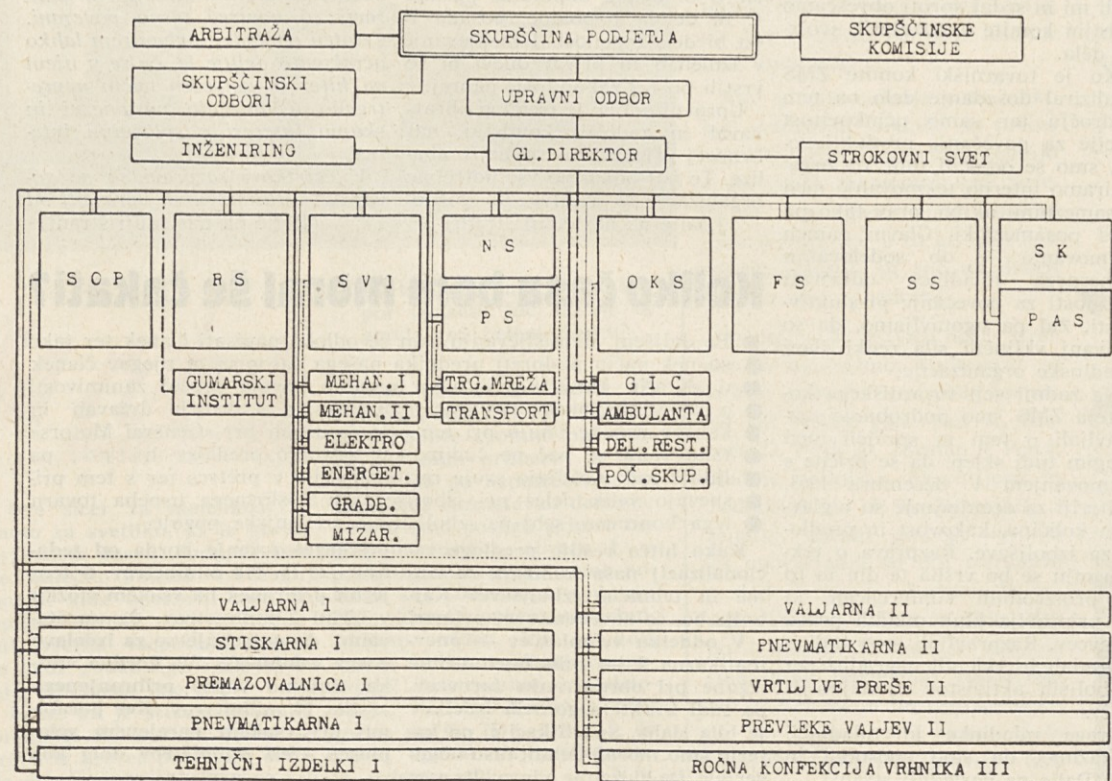 ARBITRAŽA
SKUPŠČINA PODJETJA
SKUPŠČINSKE
KOMISIJE
SKUPŠČINSKI
ODBORI
UPRAVNI ODBOR
INŽENIRING
GL.DIREKTOR
STROKOVNI SVET
S O P
R S
S V I
N S
P S
O K S
F S
S S
S K
P A S
GUMARSKI
INSTITUT
MEHAN.I
MEHAN.II
ELEKTRO
ENERGET.
GRADB.
MIZAR.
TRG.MREŽA
TRANSPORT
I C
AMBULANTA
DEL.REST.
POČ.SKUP.
VALJARNA I
STISKARNA
PREMAZOVALNICA
PNEVMATIKARNA I
TEHNIČNI IZDELKI I
VALJARNA II
PNEVMATIKARNA II
VRTLJIVE PREŠE II
PREVLEKE VALJEV II
ROČNA KONFEKCIJA VRHNIKA III